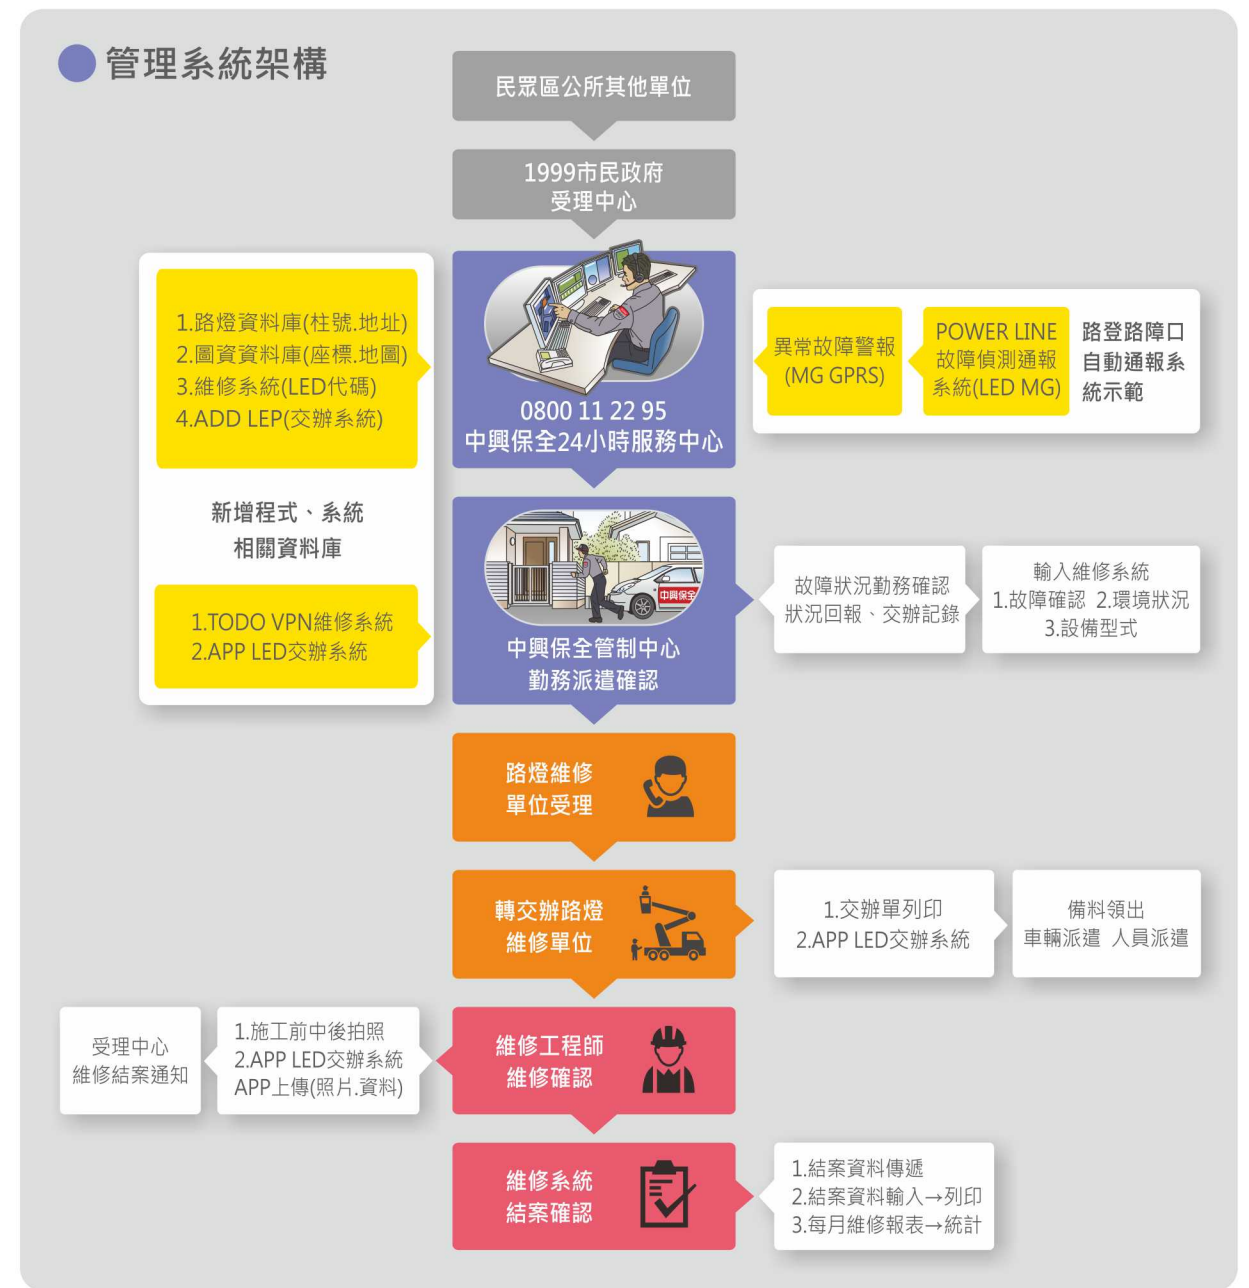 管理系統架構
民眾區公所其他單位
1999市民政府
受理中心
1.路燈資料庫(柱號.地址)
2.圖資資料庫(座標.地圖)
3.維修系統(LED代碼)
4.ADD LEP(交辦系統)
新增程式、系統
相關資料庫
1.TODO VPN維修系統
2.APP LED交辦系統
0800 11 22 95
中興保全24小時服務中心
異常故障警報
(MG GPRS)
POWER LINE
故障偵測通報
系統(LED MG)
路登路障口
自動通報系
統示範
中興保全
中興保全管制中心
勤務派遣確認
故障狀況勤務確認
狀況回報、交辦記錄
輸入維修系統
1.故障確認 2.環境狀況
3.設備型式
路燈維修
單位受理
轉交辦路燈
維修單位
1.交辦單列印
2.APP LED交辦系統
備料領出
車輛派遣 人員派遣
維修工程師
維修確認
1.施工前中後拍照
2.APP LED交辦系統
APP上傳(照片.資料)
受理中心
維修結案通知
維修系統
結案確認
1.結案資料傳遞
2.結案資料輸入→列印
3.每月維修報表→統計